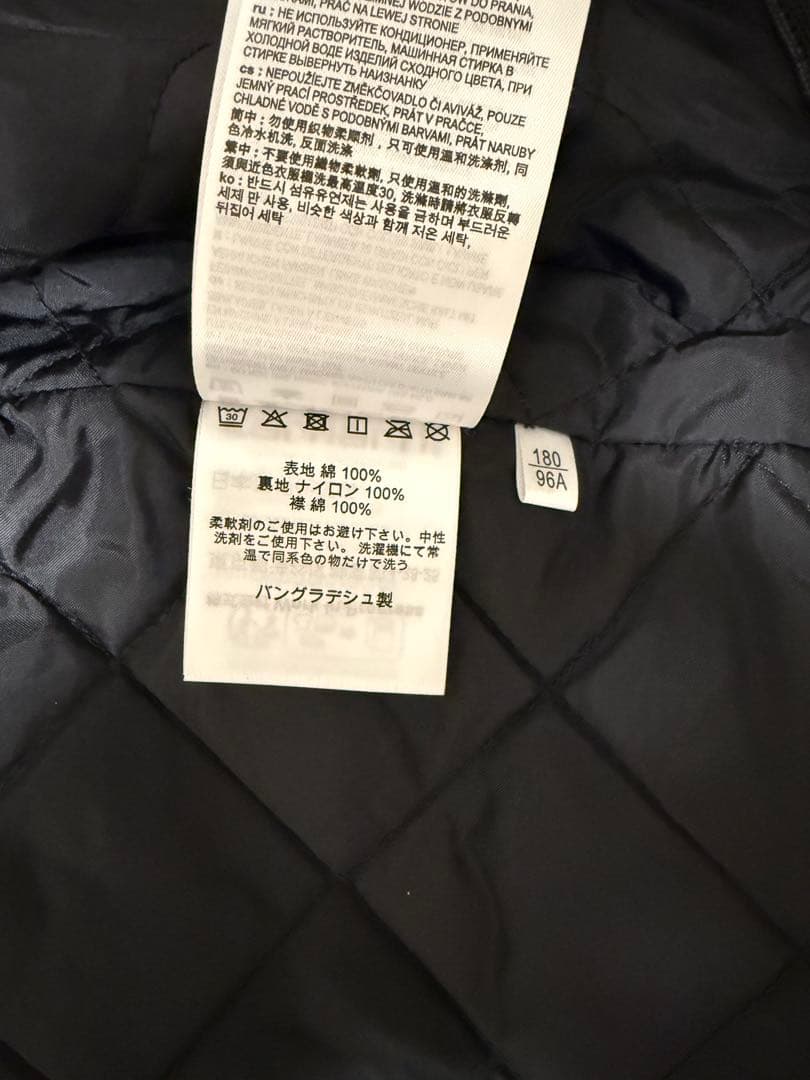 DO PRANIA,
WODZIE Z PODOBNYMI
PRAĆ NA LEWEJ STRONIE
ru : НЕ ИСПОЛЬЗУЙТЕ КОНДИЦИОНЕР, ПРИМЕНЯЙТЕ
МЯГКИЙ РАСТВОРИТЕЛЬ, МАШИННАЯ СТИРКА В
ХОЛОДНОЙ ВОДЕ ИЗДЕЛИЙ СХОДНОГО ЦВЕТА, ПРИ
СТИРКЕ ВЫВЕРНУТЬ НАИЗНАНКУ
cs : NEPOUŽÍEJTE ZMĚKČOVADLO ČI AVIVÁŽ, POUZE
JEMNÝ PRACÍ PROSTŘEDEK, PRÁT V PRAČCE,
CHLADNÉ VODĚ S PODOBNÝMI BARVAMI, PRÁT NARUBY
简中 : 勿使用织物柔顺剂，只可使用温和洗涤剂, 同
色冷水机洗, 反面洗涤
繁中 : 不要使用織物柔軟劑, 只使用溫和的洗滌劑,
須與近色衣服機洗最高溫度30, 洗滌時請將衣服反轉
ko : 반드시 섬유유연제는 사용을 금하며 부드러운
세제 만 사용, 비슷한 색상과 함께 저온 세탁,
뒤집어 세탁
30
表地 綿 100%
裏地 ナイロン 100%
襟 綿 100%
柔軟剤のご使用はお避け下さい。中性
洗剤をご使用下さい。 洗濯機にて常
温で同系色の物だけで洗う
バングラデシュ製
180
96A